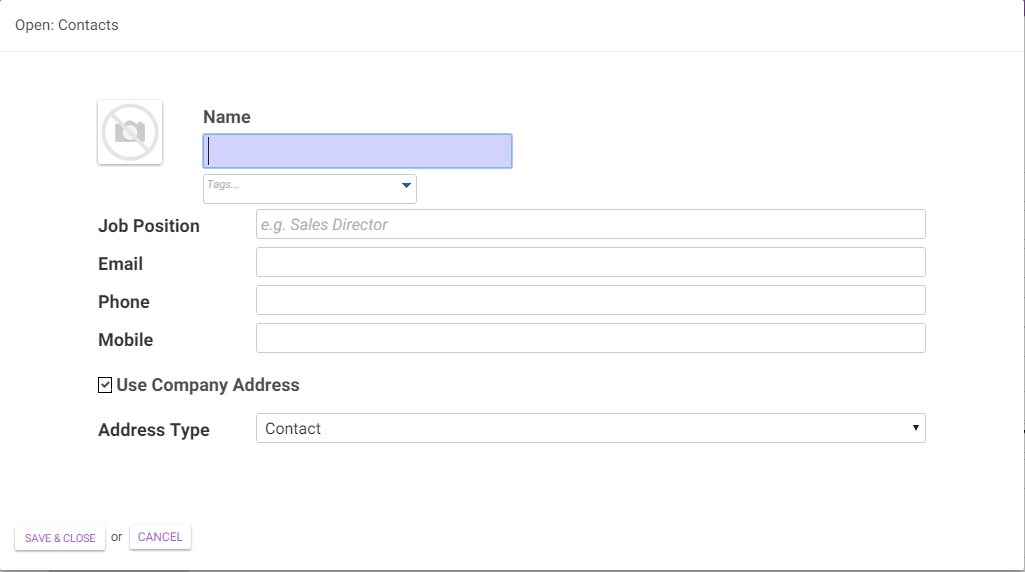 Open: Contacts
Name
Tags...
Job Position e.g. Sales Director
Email
Phone
Mobile
Use Company Address
Address Type Contact
SAVE & CLOSE or CANCEL